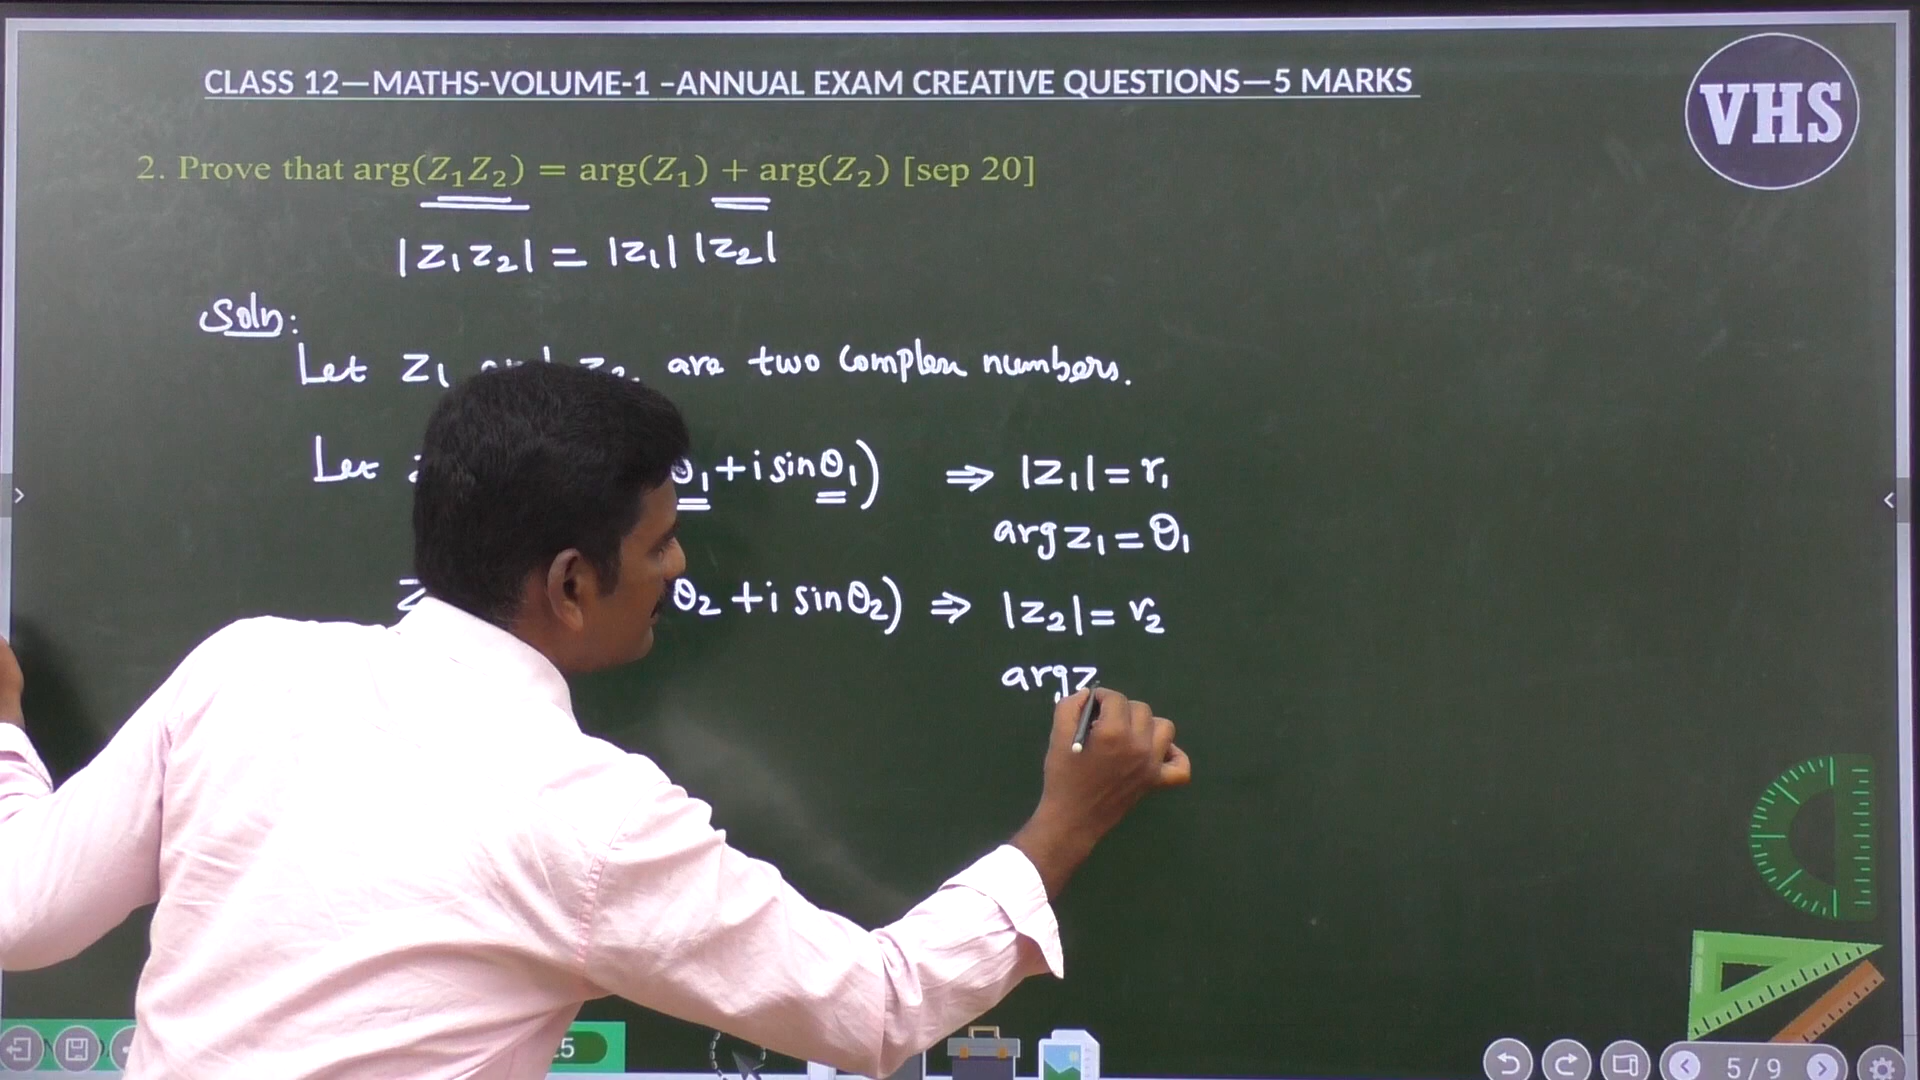 CLASS 12—MATHS-VOLUME-1 –ANNUAL EXAM CREATIVE QUESTIONS—5 MARKS
VHS
2. Prove that arg(Z₁Z₂) = arg(Z₁) + arg(Z₂) [sep 20]
|z₁z₂| = |z₁| |z₂|
Soln:
Let z₁ are two complex numbers.
Let θ₁ + i sinθ₁) ⇒ |z₁| = r₁
arg z₁ = θ₁
z θ₂ + i sinθ₂) ⇒ |z₂| = r₂
arg z
5 / 9